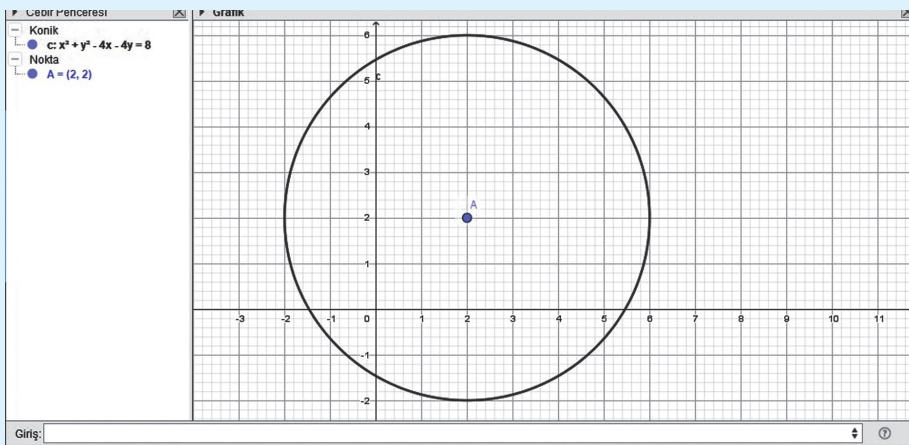 Cebir Penceresi
Grafik
Konik
c: x² + y² - 4x - 4y = 8
Nokta
A = (2, 2)
6
c
5
4
3
A
2
1
-3 -2 -1 0 1 2 3 4 5 6 7 8 9 10 11
-1
-2
Giriş: